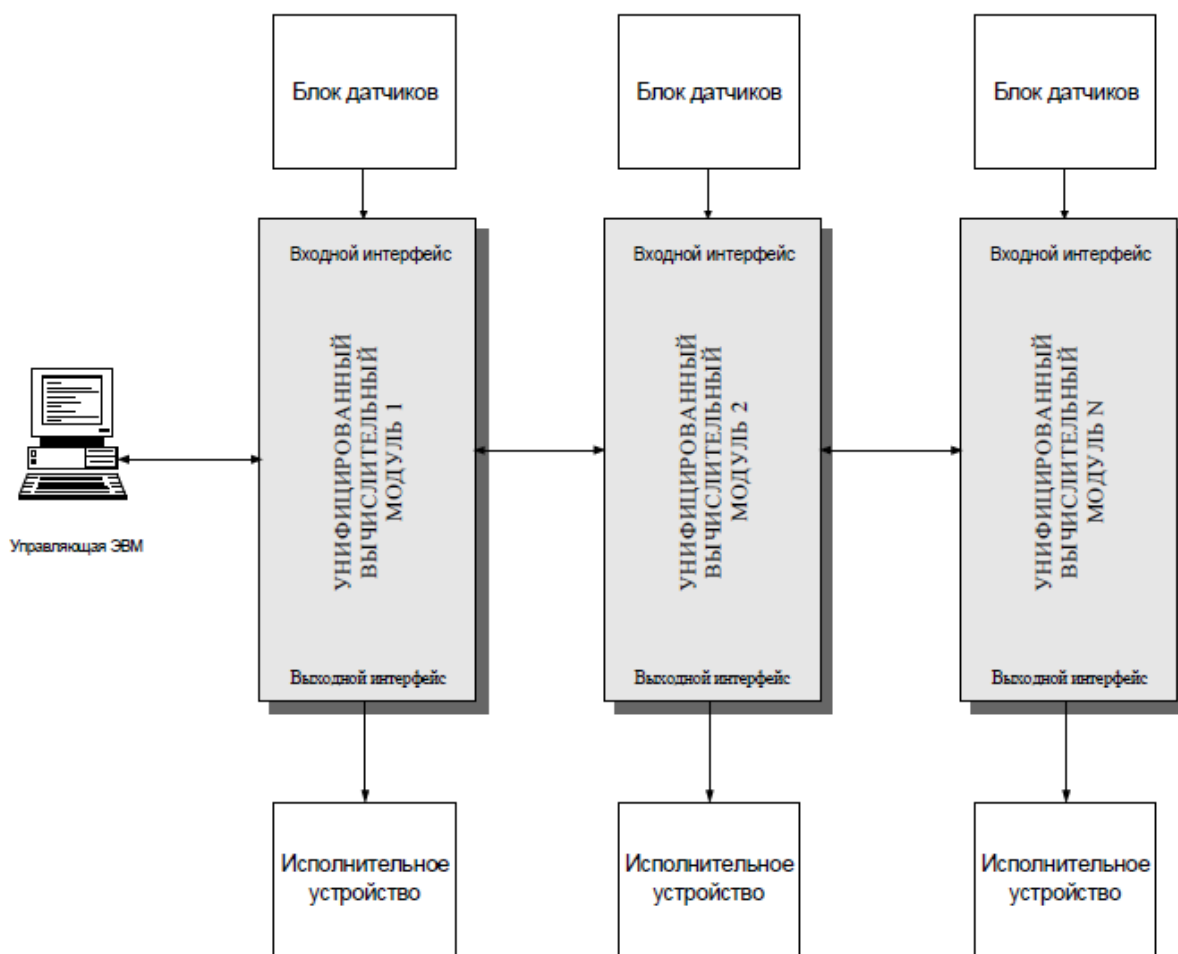 Блок датчиков
Блок датчиков
Блок датчиков
Входной интерфейс
Входной интерфейс
Входной интерфейс
УНИФИЦИРОВАННЫЙ
ВЫЧИСЛИТЕЛЬНЫЙ
МОДУЛЬ 1
УНИФИЦИРОВАННЫЙ
ВЫЧИСЛИТЕЛЬНЫЙ
МОДУЛЬ 2
УНИФИЦИРОВАННЫЙ
ВЫЧИСЛИТЕЛЬНЫЙ
МОДУЛЬ N
Управляющая ЭВМ
Выходной интерфейс
Выходной интерфейс
Выходной интерфейс
Исполнительное
устройство
Исполнительное
устройство
Исполнительное
устройство